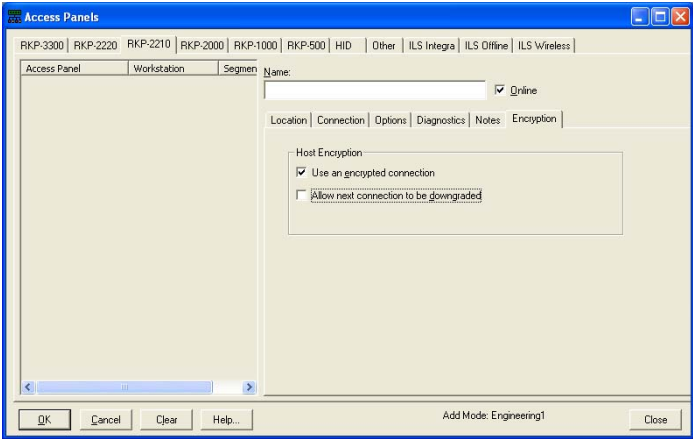 Access Panels
RKP-3300 RKP-2220 RKP-2210 RKP-2000 RKP-1000 RKP-500 HID Other ILS Integra ILS Offline ILS Wireless
Access Panel Workstation Segmen
Name:
Online
Location Connection Options Diagnostics Notes Encryption
Host Encryption
Use an encrypted connection
Allow next connection to be downgraded
OK Cancel Clear Help... Add Mode: Engineering1 Close